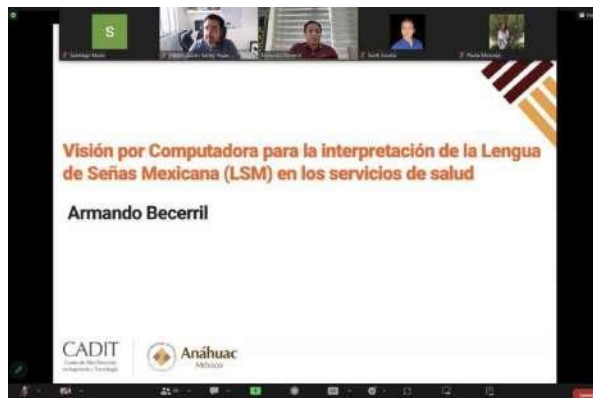 S
Visión por Computadora para la interpretación de la Lengua
de Señas Mexicana (LSM) en los servicios de salud
Armando Becerril
CADIT
Anáhuac
México